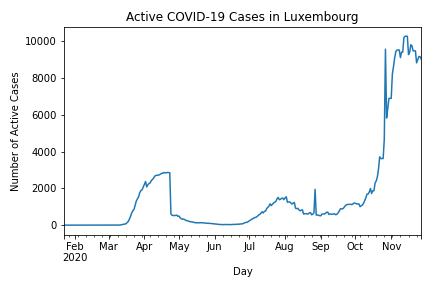 Active COVID-19 Cases in Luxembourg
Number of Active Cases
10000
8000
6000
4000
2000
0
Feb Mar Apr May Jun Jul Aug Sep Oct Nov
2020
Day